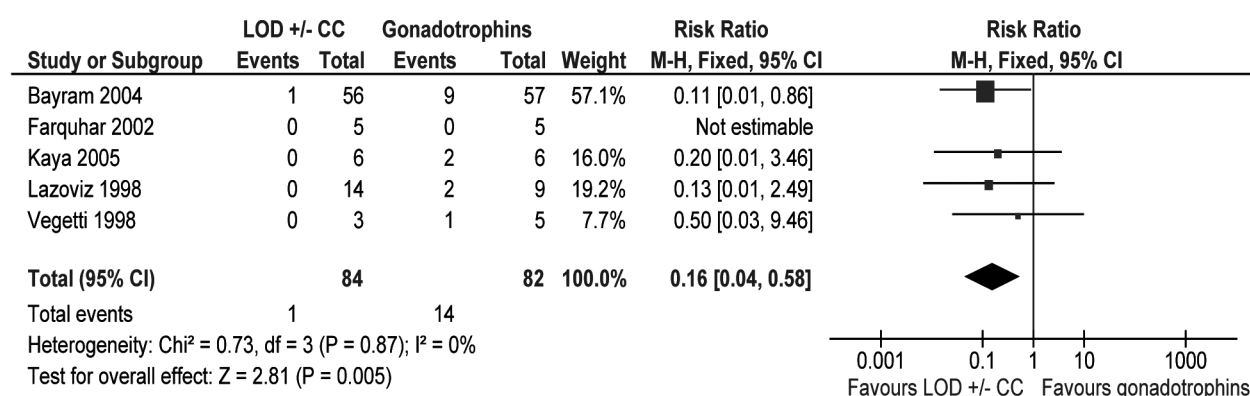 LOD +/- CC Gonadotrophins Risk Ratio Risk Ratio
Study or Subgroup Events Total Events Total Weight M-H, Fixed, 95% CI M-H, Fixed, 95% CI
Bayram 2004 1 56 9 57 57.1% 0.11 [0.01, 0.86]
Farquhar 2002 0 5 0 5 Not estimable
Kaya 2005 0 6 2 6 16.0% 0.20 [0.01, 3.46]
Lazoviz 1998 0 14 2 9 19.2% 0.13 [0.01, 2.49]
Vegetti 1998 0 3 1 5 7.7% 0.50 [0.03, 9.46]
Total (95% CI) 84 82 100.0% 0.16 [0.04, 0.58]
Total events 1 14
Heterogeneity: Chi² = 0.73, df = 3 (P = 0.87); I² = 0%
Test for overall effect: Z = 2.81 (P = 0.005)
0.001 0.1 1 10 1000
Favours LOD +/- CC Favours gonadotrophins